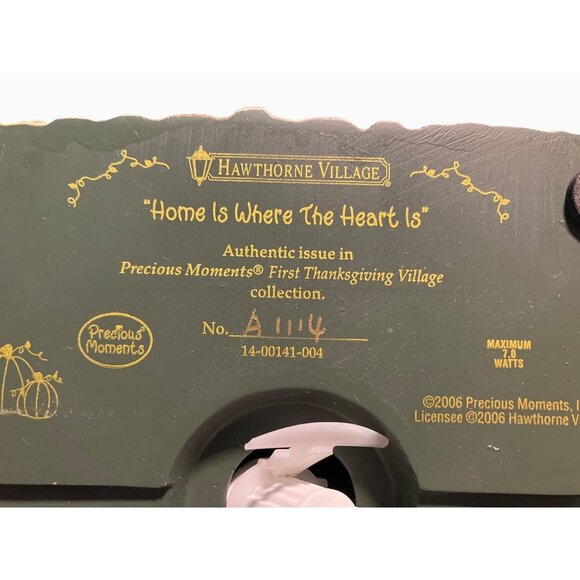 HAWTHORNE VILLAGE®
"Home Is Where The Heart Is"
Authentic issue in
Precious Moments® First Thanksgiving Village
collection.
Precious
Moments®
No. A 1114
14-00141-004
MAXIMUM
7.0
WATTS
©2006 Precious Moments, I
Licensee ©2006 Hawthorne V